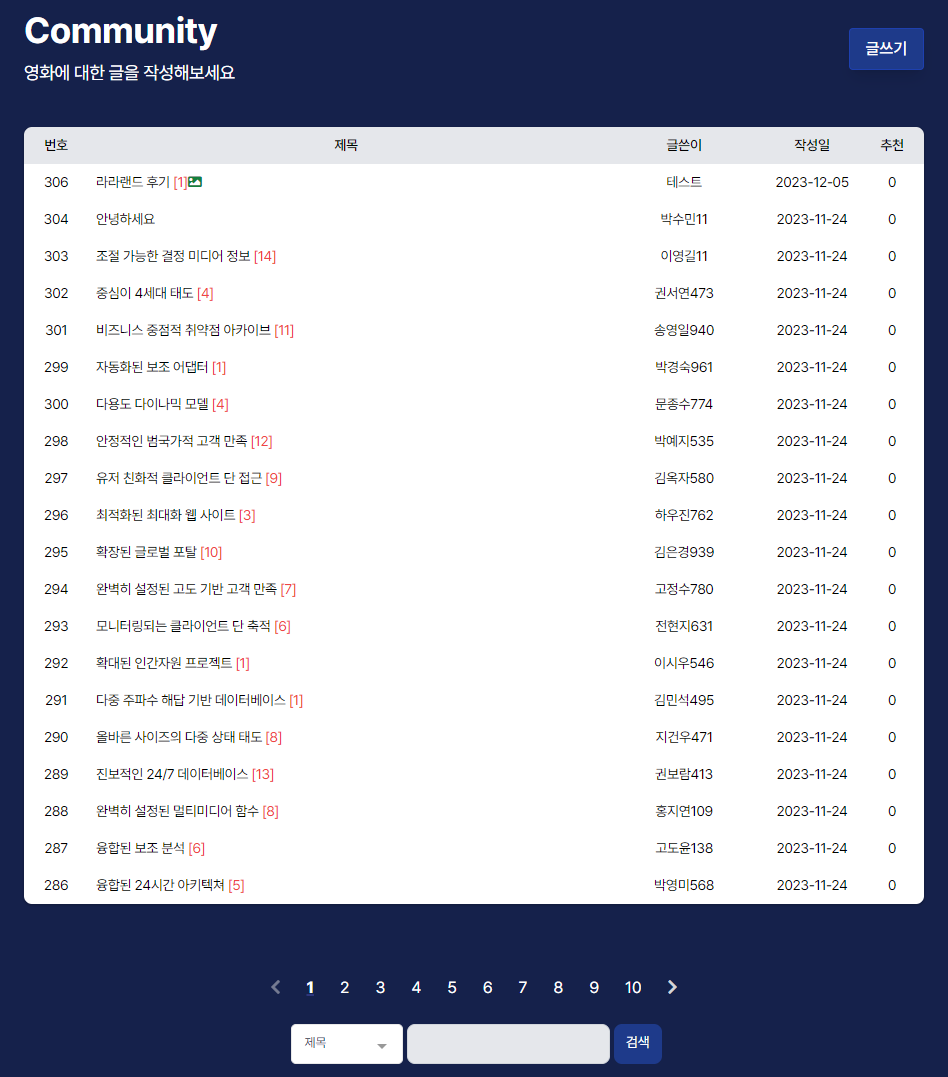 Community
영화에 대한 글을 작성해보세요
글쓰기
번호 제목 글쓴이 작성일 추천
306 라라랜드 후기 [1] 테스트 2023-12-05 0
304 안녕하세요 박수민11 2023-11-24 0
303 조절 가능한 결정 미디어 정보 [14] 이영길11 2023-11-24 0
302 중심이 4세대 태도 [4] 권서연473 2023-11-24 0
301 비즈니스 중점적 취약점 아카이브 [11] 송영일940 2023-11-24 0
299 자동화된 보조 어댑터 [1] 박경숙961 2023-11-24 0
300 다용도 다이나믹 모델 [4] 문종수774 2023-11-24 0
298 안정적인 범국가적 고객 만족 [12] 박예지535 2023-11-24 0
297 유저 친화적 클라이언트 단 접근 [9] 김옥자580 2023-11-24 0
296 최적화된 최대화 웹 사이트 [3] 하우진762 2023-11-24 0
295 확장된 글로벌 포탈 [10] 김은경939 2023-11-24 0
294 완벽히 설정된 고도 기반 고객 만족 [7] 고정수780 2023-11-24 0
293 모니터링되는 클라이언트 단 축적 [6] 전현지631 2023-11-24 0
292 확대된 인간자원 프로젝트 [1] 이시우546 2023-11-24 0
291 다중 주파수 해답 기반 데이터베이스 [1] 김민석495 2023-11-24 0
290 올바른 사이즈의 다중 상태 태도 [8] 지건우471 2023-11-24 0
289 진보적인 24/7 데이터베이스 [13] 권보람413 2023-11-24 0
288 완벽히 설정된 멀티미디어 함수 [8] 홍지연109 2023-11-24 0
287 융합된 보조 분석 [6] 고도윤138 2023-11-24 0
286 융합된 24시간 아키텍쳐 [5] 박영미568 2023-11-24 0
1 2 3 4 5 6 7 8 9 10
제목 검색